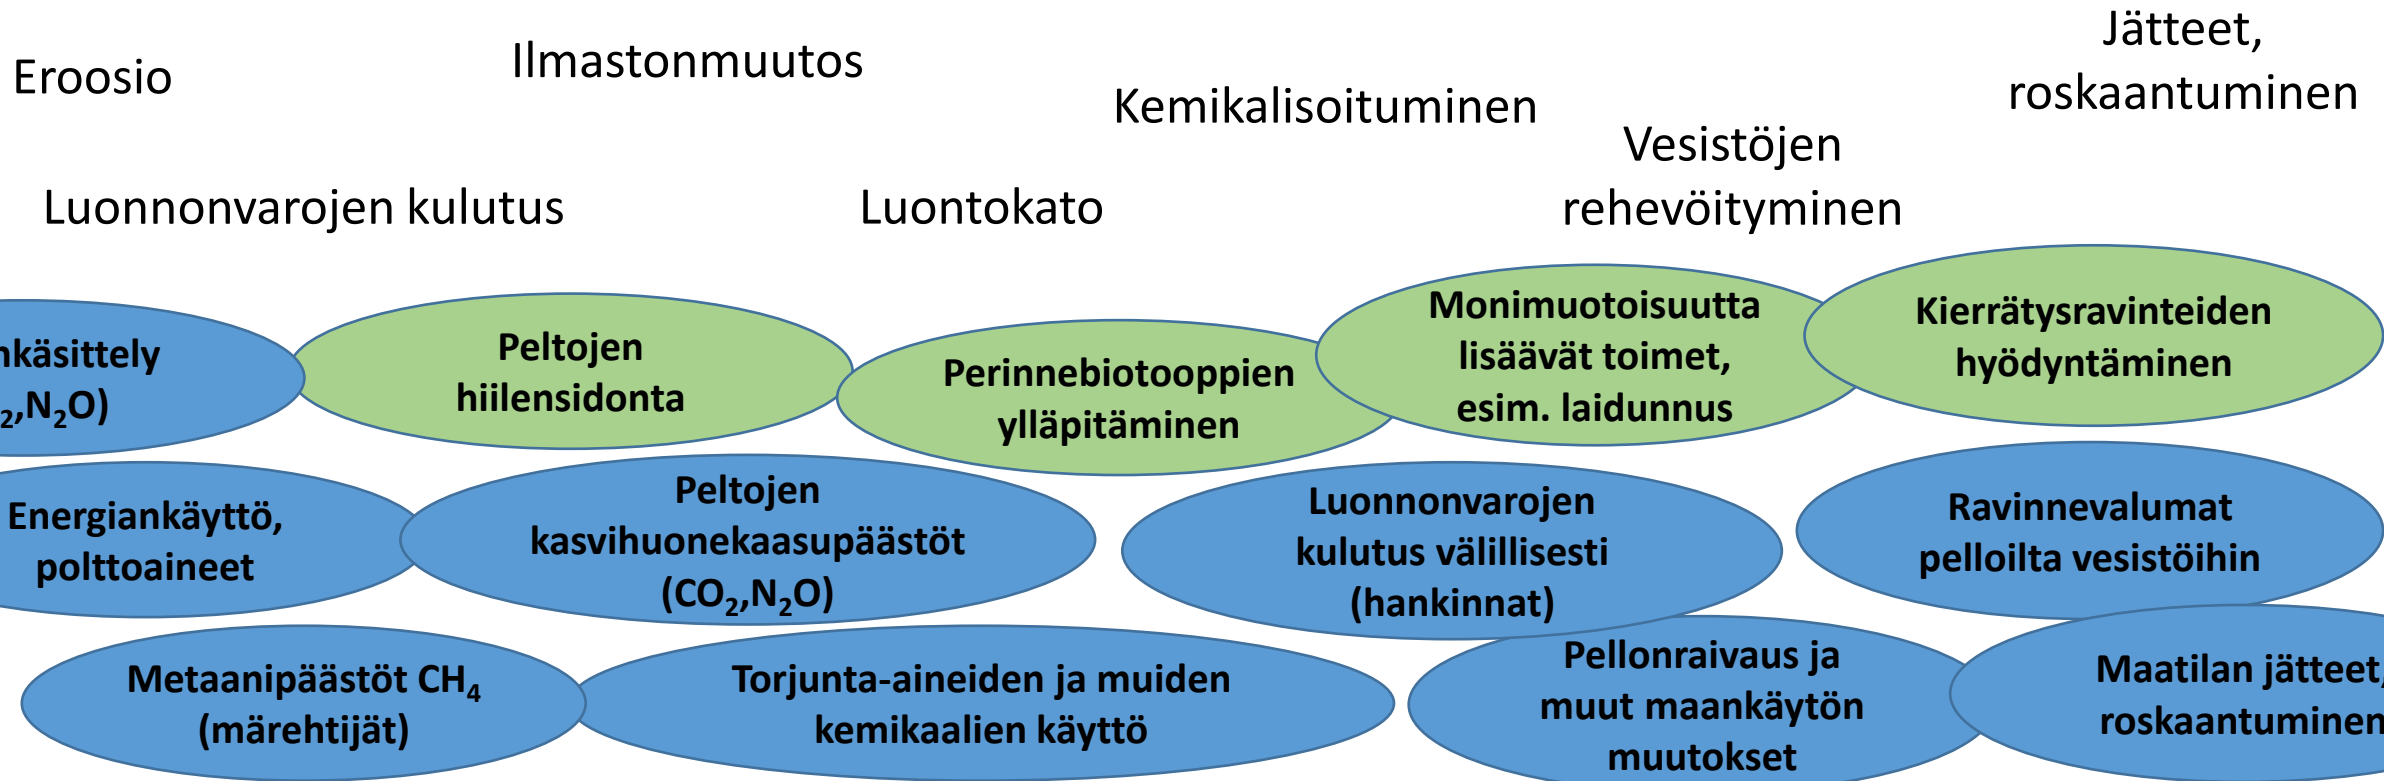 Eroosio
Ilmastonmuutos
Kemikalisoituminen
Jätteet,
roskaantuminen
Luonnonvarojen kulutus
Luontokato
Vesistöjen
rehevöityminen
nkäsittely
₂,N₂O)
Peltojen
hiilensidonta
Perinnebiotooppien
ylläpitäminen
Monimuotoisuutta
lisäävät toimet,
esim. laidunnus
Kierrätysravinteiden
hyödyntäminen
Energiankäyttö,
polttoaineet
Peltojen
kasvihuonekaasupäästöt
(CO₂,N₂O)
Luonnonvarojen
kulutus välillisesti
(hankinnat)
Ravinnevalumat
pelloilta vesistöihin
Metaanipäästöt CH₄
(märehtijät)
Torjunta-aineiden ja muiden
kemikaalien käyttö
Pellonraivaus ja
muut maankäytön
muutokset
Maatilan jätteet,
roskaantuminen